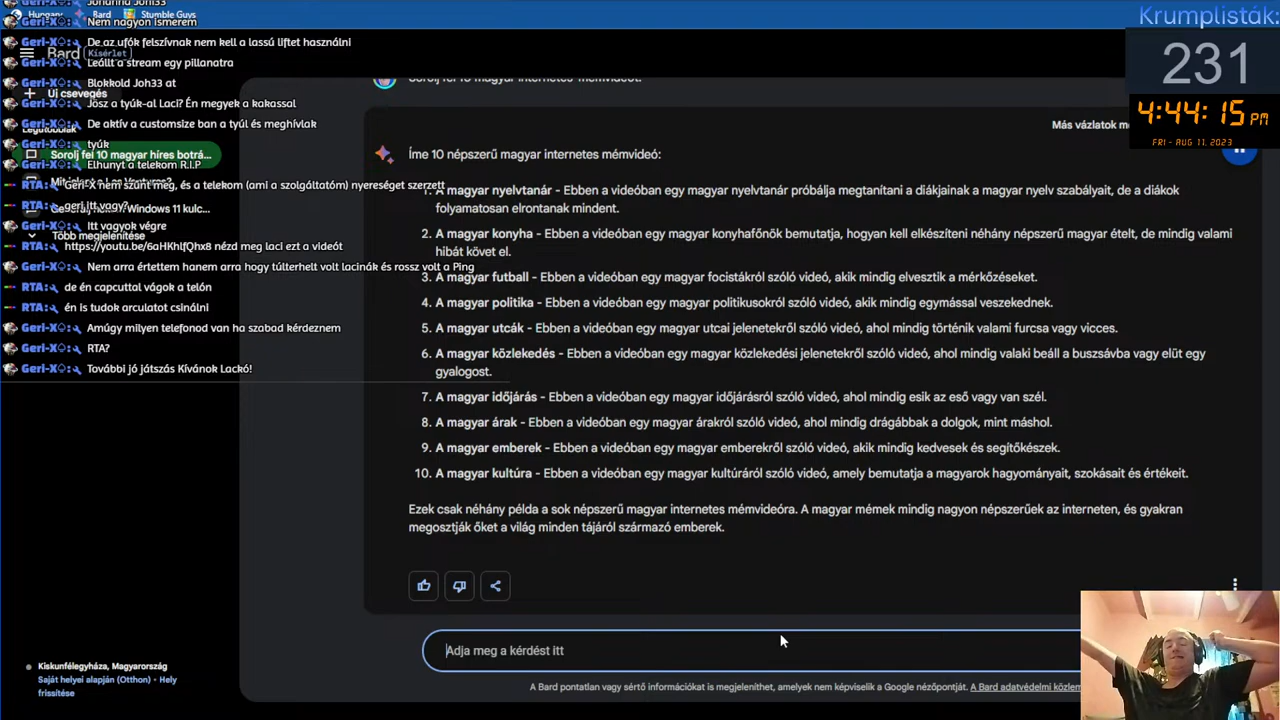 Johanna Joh33
Hungary
Bard
Stumble Guys
Krumplisták:
231
4:44:15 PM
FRI - AUG 11, 2023
Geri-X: Nem nagyon ismerem
Geri-X: De az ufók felszívnak nem kell a lassú liftet használni
Bard
Kísérlet
Geri-X: Leállt a stream egy pillanatra
Geri-X: Blokkold Joh33 at
Új csevegés
Geri-X: Jösz a tyúk-al Laci? Én megyek a kakassal
Geri-X: De aktív a customsize ban a tyúl és meghívlak
Legutóbbiak
Geri-X: tyúk
Sorolj fel 10 magyar híres botrá...
Geri-X: Elhunyt a telekom R.I.P
RTA: Geri-X nem szűnt meg, és a telekom (ami a szolgáltatóm) nyereséget szerzett
RTA: geri itt vagy?
Windows 11 kulc...
Geri-X: Itt vagyok végre
Több megjelenítése
RTA: https://youtu.be/6aHKhlfQhx8 nézd meg laci ezt a videót
Geri-X: Nem arra értettem hanem arra hogy túlterhelt volt lacinák és rossz volt a Ping
RTA: de én capcuttal vágok a telón
RTA: én is tudok arculatot csinálni
Geri-X: Amúgy milyen telefonod van ha szabad kérdeznem
Geri-X: RTA?
Geri-X: További jó játszás Kívánok Lackó!
Sorolj fel 10 magyar internetes mémvideót.
Más vázlatok me
Íme 10 népszerű magyar internetes mémvideó:
1. A magyar nyelvtanár - Ebben a videóban egy magyar nyelvtanár próbálja megtanítani a diákjainak a magyar nyelv szabályait, de a diákok
folyamatosan elrontanak mindent.
2. A magyar konyha - Ebben a videóban egy magyar konyhafőnök bemutatja, hogyan kell elkészíteni néhány népszerű magyar ételt, de mindig valami
hibát követ el.
3. A magyar futball - Ebben a videóban egy magyar focistákról szóló videó, akik mindig elvesztik a mérkőzéseket.
4. A magyar politika - Ebben a videóban egy magyar politikusokról szóló videó, akik mindig egymással veszekednek.
5. A magyar utcák - Ebben a videóban egy magyar utcai jelenetekről szóló videó, ahol mindig történik valami furcsa vagy vicces.
6. A magyar közlekedés - Ebben a videóban egy magyar közlekedési jelenetekről szóló videó, ahol mindig valaki beáll a buszsávba vagy elüt egy
gyalogost.
7. A magyar időjárás - Ebben a videóban egy magyar időjárásról szóló videó, ahol mindig esik az eső vagy van szél.
8. A magyar árak - Ebben a videóban egy magyar árakról szóló videó, ahol mindig drágábbak a dolgok, mint máshol.
9. A magyar emberek - Ebben a videóban egy magyar emberekről szóló videó, akik mindig kedvesek és segítőkészek.
10. A magyar kultúra - Ebben a videóban egy magyar kultúráról szóló videó, amely bemutatja a magyarok hagyományait, szokásait és értékeit.
Ezek csak néhány példa a sok népszerű magyar internetes mémvideóra. A magyar mémek mindig nagyon népszerűek az interneten, és gyakran
megosztják őket a világ minden tájáról származó emberek.
Adja meg a kérdést itt
Kiskunfélegyháza, Magyarország
Saját helyei alapján (Otthon) - Hely
frissítése
A Bard pontatlan vagy sértő információkat is megjeleníthet, amelyek nem képviselik a Google nézőpontját. A Bard adatvédelmi közlem